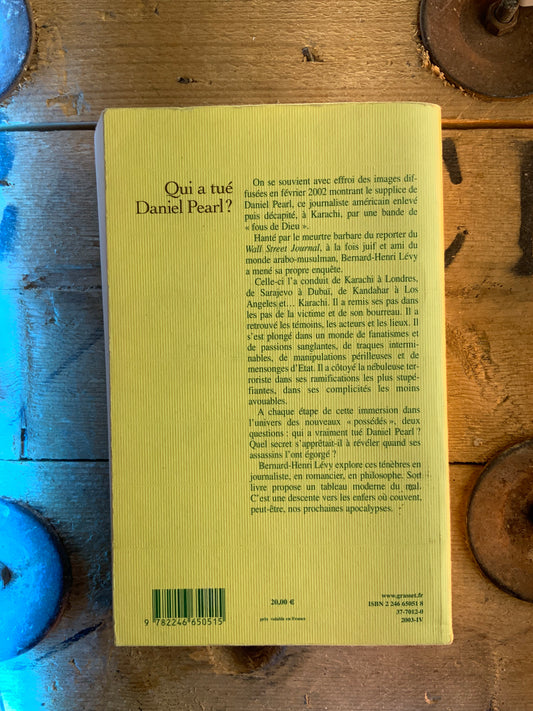 Qui a tué
Daniel Pearl ?
On se souvient avec effroi des images dif-
fusées en février 2002 montrant le supplice de
Daniel Pearl, ce journaliste américain enlevé
puis décapité, à Karachi, par une bande de
« fous de Dieu ».
Hanté par le meurtre barbare du reporter du
Wall Street Journal, à la fois juif et ami du
monde arabo-musulman, Bernard-Henri Lévy
a mené sa propre enquête.
Celle-ci l'a conduit de Karachi à Londres,
de Sarajevo à Dubaï, de Kandahar à Los
Angeles et… Karachi. Il a remis ses pas dans
les pas de la victime et de son bourreau. Il a
retrouvé les témoins, les acteurs et les lieux. Il
s'est plongé dans un monde de fanatismes et
de passions sanglantes, de traques intermi-
nables, de manipulations périlleuses et de
mensonges d'Etat. Il a côtoyé la nébuleuse ter-
roriste dans ses ramifications les plus stupé-
fiantes, dans ses complicités les moins
avouables.
A chaque étape de cette immersion dans
l'univers des nouveaux « possédés », deux
questions : qui a vraiment tué Daniel Pearl ?
Quel secret s'apprêtait-il à révéler quand ses
assassins l'ont égorgé ?
Bernard-Henri Lévy explore ces ténèbres en
journaliste, en romancier, en philosophe. Son
livre propose un tableau moderne du mal.
C'est une descente vers les enfers où couvent,
peut-être, nos prochaines apocalypses.
9 782246 650515
20,00 €
prix valable en France
www.grasset.fr
ISBN 2 246 65051 8
37-7012-0
2003-IV